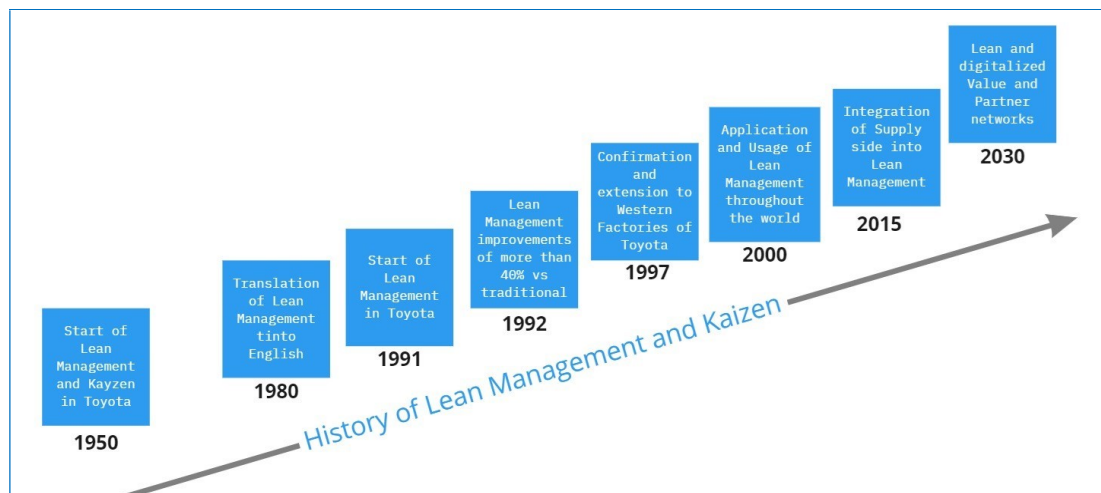 Start of
Lean
Management
and Kayzen
in Toyota
1950
Translation
of Lean
Management
tinto
English
1980
Start of
Lean
Management
in Toyota
1991
Lean
Management
improvements
of more than
40% vs
traditional
1992
Confirmation
and
extension to
Western
Factories of
Toyota
1997
Application
and Usage of
Lean
Management
throughout
the world
2000
Integration
of Supply
side into
Lean
Management
2015
Lean and
digitalized
Value and
Partner
networks
2030
History of Lean Management and Kaizen